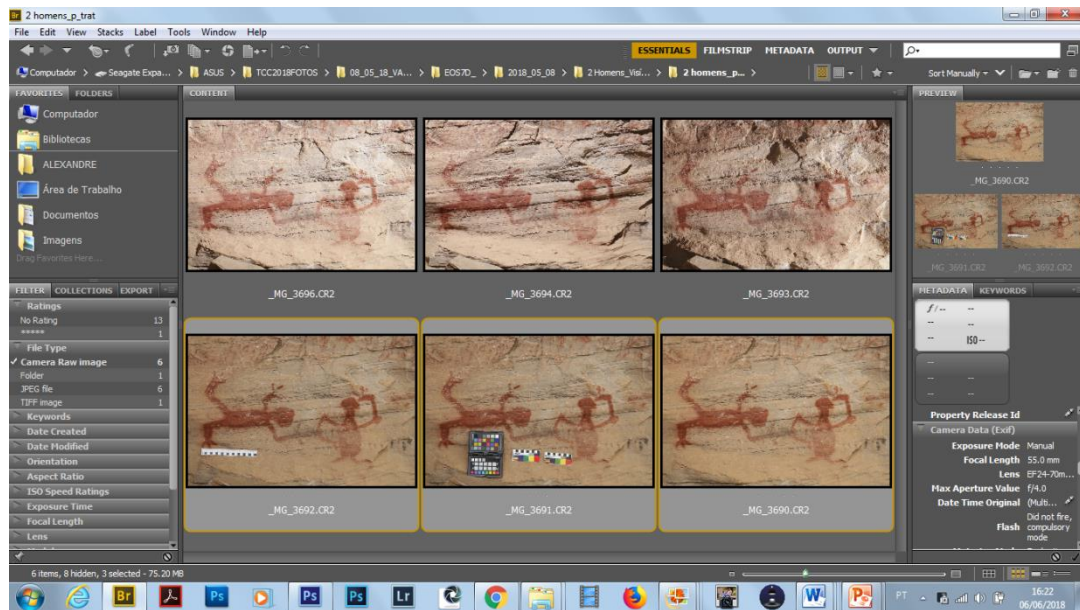 Br 2 homens_p_trat
File Edit View Stacks Label Tools Window Help
ESSENTIALS FILMSTRIP METADATA OUTPUT
Computador > Seagate Expa... > ASUS > TCC2018FOTOS > 08_05_18_VA... > EOS7D_ > 2018_05_08 > 2 Homens_Visí... > 2 homens_p... >
Sort Manually
FAVORITES FOLDERS
Computador
Bibliotecas
ALEXANDRE
Área de Trabalho
Documentos
Imagens
Drag Favorites Here...
FILTER COLLECTIONS EXPORT
Ratings
No Rating 13
***** 1
File Type
Camera Raw image 6
Folder 1
JPEG file 6
TIFF image 1
Keywords
Date Created
Date Modified
Orientation
Aspect Ratio
ISO Speed Ratings
Exposure Time
Focal Length
Lens
CONTENT
_MG_3696.CR2
_MG_3694.CR2
_MG_3693.CR2
_MG_3692.CR2
_MG_3691.CR2
_MG_3690.CR2
PREVIEW
_MG_3690.CR2
_MG_3691.CR2
_MG_3692.CR2
METADATA KEYWORDS
f/-- --
-- --
-- ISO --
--
-- --
-- --
Property Release Id
Camera Data (Exif)
Exposure Mode Manual
Focal Length 55.0 mm
Lens EF24-70m...
Max Aperture Value f/4.0
Date Time Original (Multi...
Flash Did not fire, compulsory mode
6 items, 8 hidden, 3 selected - 75.20 MB
Br Ps Ps Ps Lr W P
PT
16:22
06/06/2018